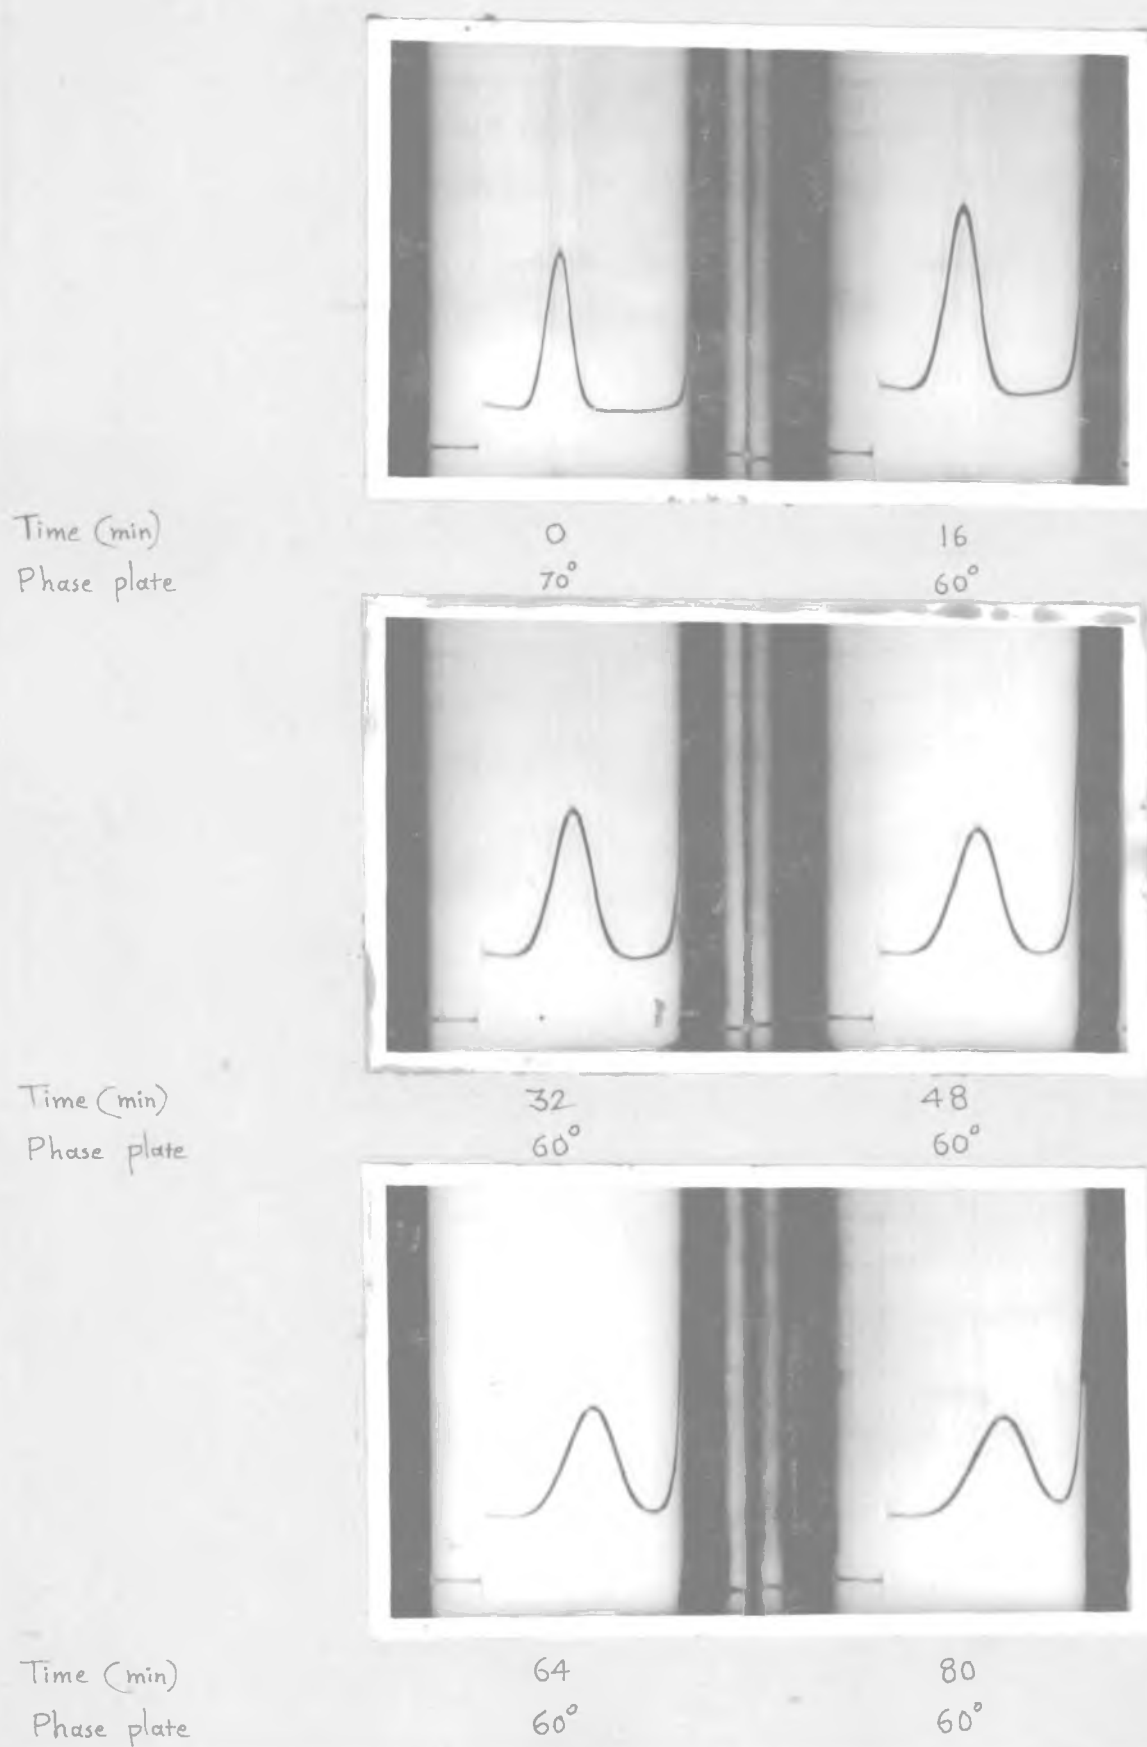 Time (min) 0 16
Phase plate 70° 60°
Time (min) 32 48
Phase plate 60° 60°
Time (min) 64 80
Phase plate 60° 60°